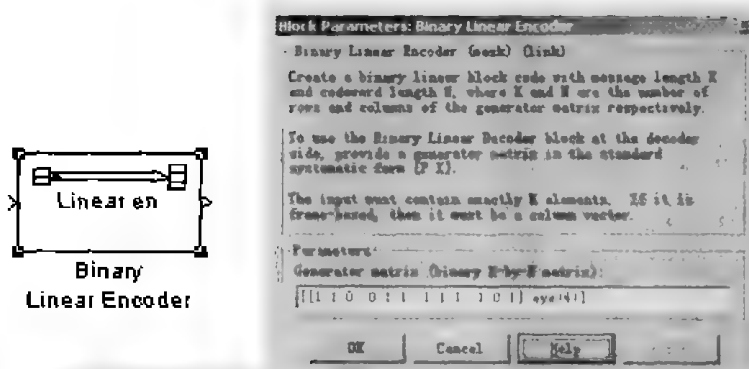 Linear en
Binary
Linear Encoder
Block Parameters: Binary Linear Encoder
Binary Linear Encoder (mask) (link)
Create a binary linear block code with message length K
and codeword length N, where K and N are the number of
rows and columns of the generator matrix respectively.
To use the Binary Linear Decoder block at the decoder
side, provide a generator matrix in the standard
systematic form [P I].
The input must contain exactly K elements. If it is
frame-based, then it must be a column vector.
Parameters
Generator matrix (binary K-by-N matrix):
[[1 1 0 0 1 1 1 1 1 1 0 1] eye(4)]
OK
Cancel
Help